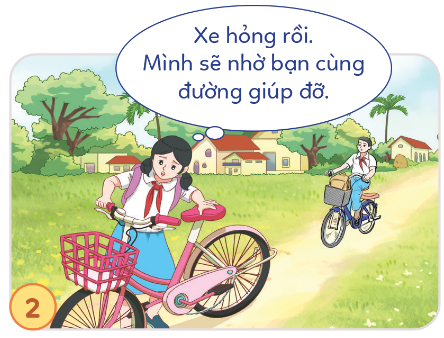 Xe hỏng rồi.
Mình sẽ nhờ bạn cùng
đường giúp đỡ.
2